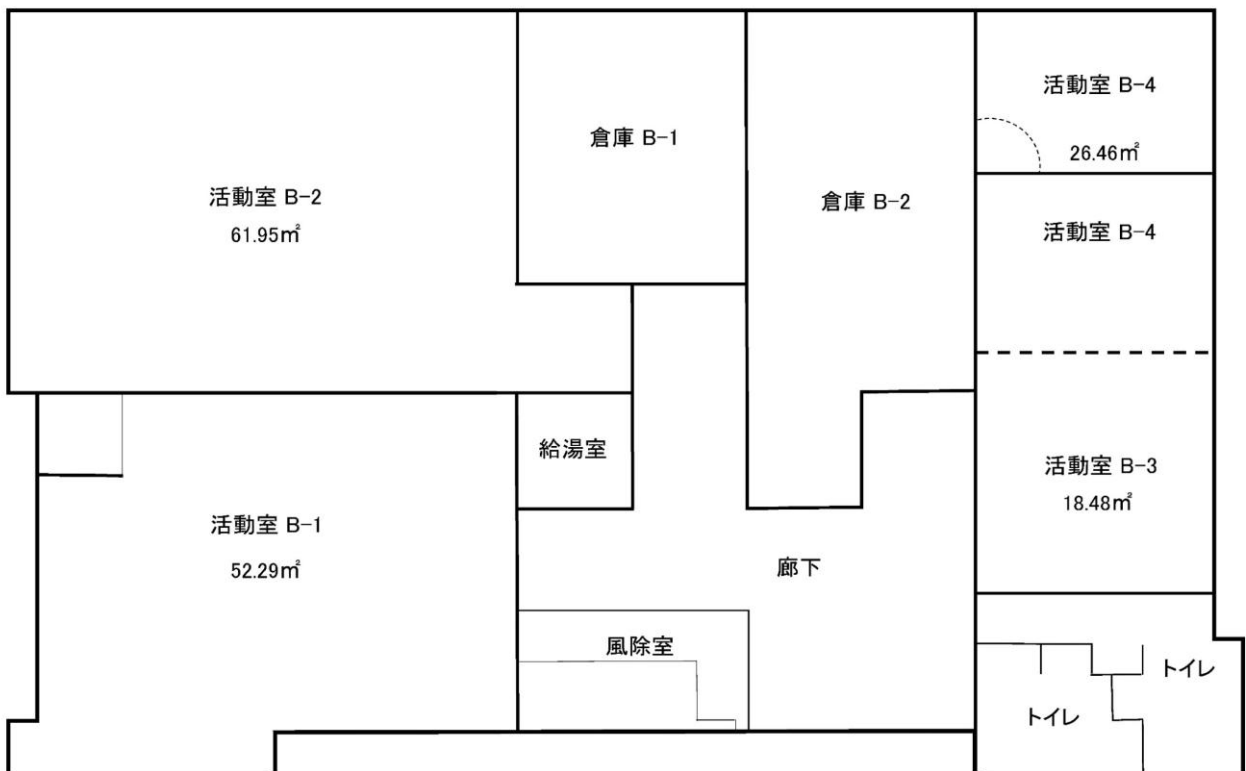 活動室 B-4
26.46㎡
倉庫 B-1
活動室 B-2
61.95㎡
倉庫 B-2
活動室 B-4
給湯室
活動室 B-3
18.48㎡
活動室 B-1
52.29㎡
廊下
風除室
トイレ
トイレ